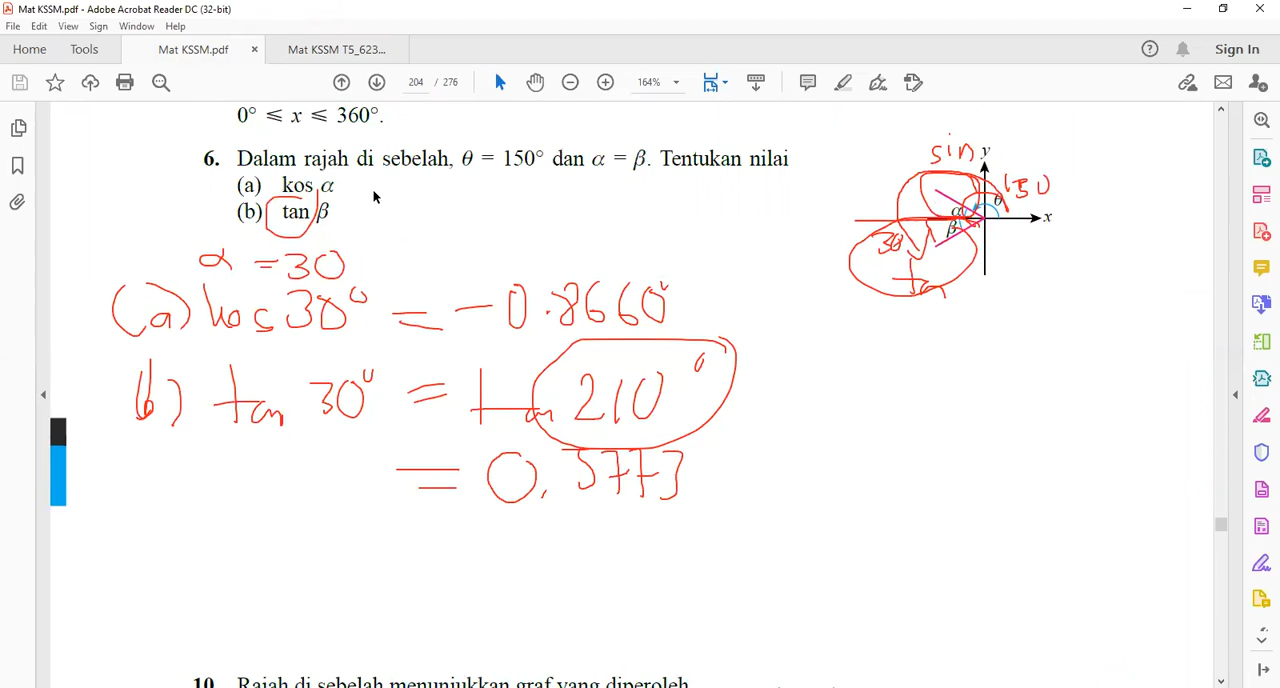 Mat KSSM.pdf - Adobe Acrobat Reader DC (32-bit)
File Edit View Sign Window Help
Home Tools Mat KSSM.pdf × Mat KSSM T5_623... Sign In
204 / 276 164%
0° ⩽ x ⩽ 360°.
6. Dalam rajah di sebelah, θ = 150° dan α = β. Tentukan nilai
(a) kos α
(b) tan β
sin y
150
α θ x
β
30
tan
α = 30
(a) kos 30° = -0.8660
b) tan 30° = tan 210°
= 0.5773
10. Rajah di sebelah menunjukkan graf yang diperoleh